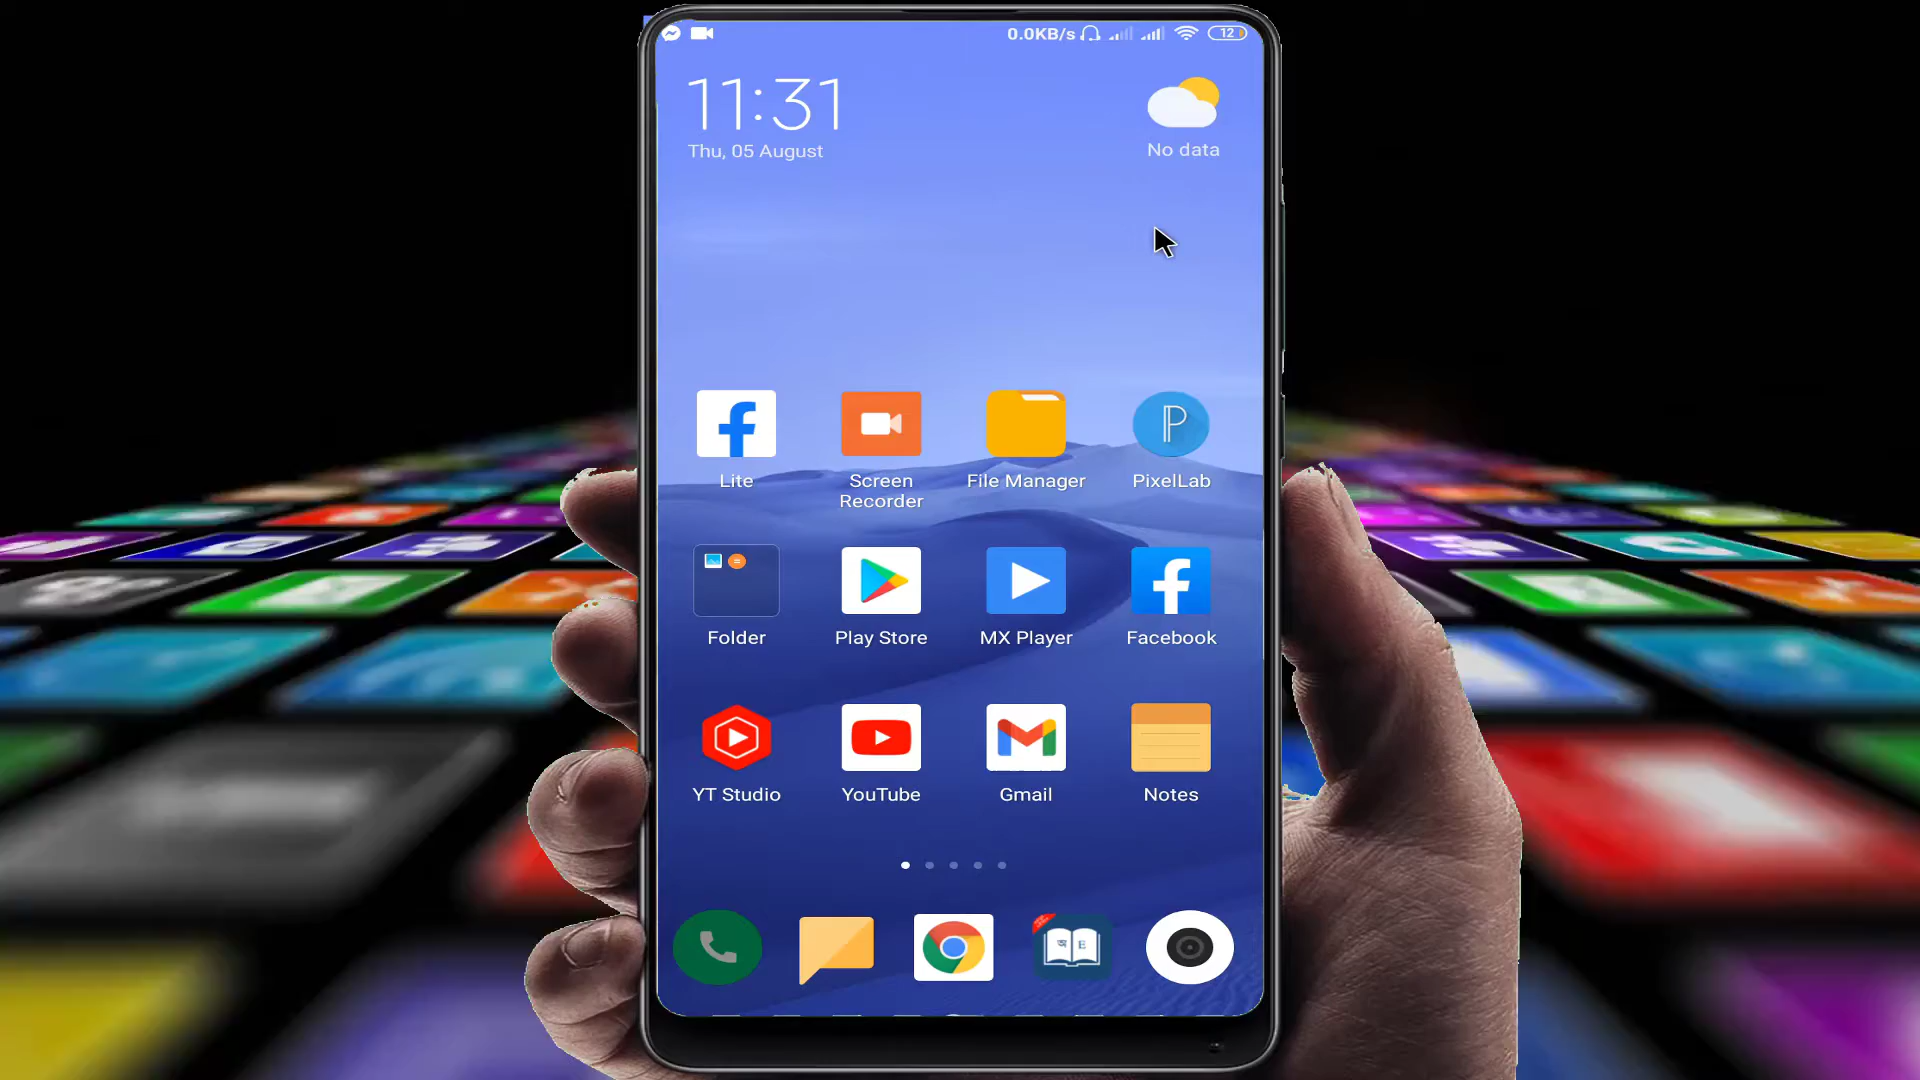 0.0KB/s 12
11:31
Thu, 05 August
No data
Lite
Screen
Recorder
File Manager
PixelLab
Folder
Play Store
MX Player
Facebook
YT Studio
YouTube
Gmail
Notes
অ E